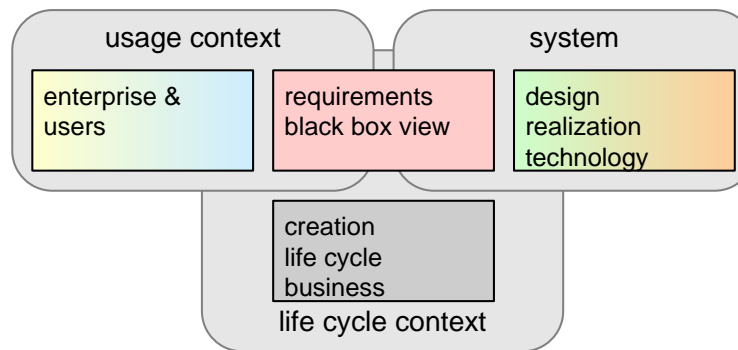 usage context
system
enterprise &
users
requirements
black box view
design
realization
technology
creation
life cycle
business
life cycle context